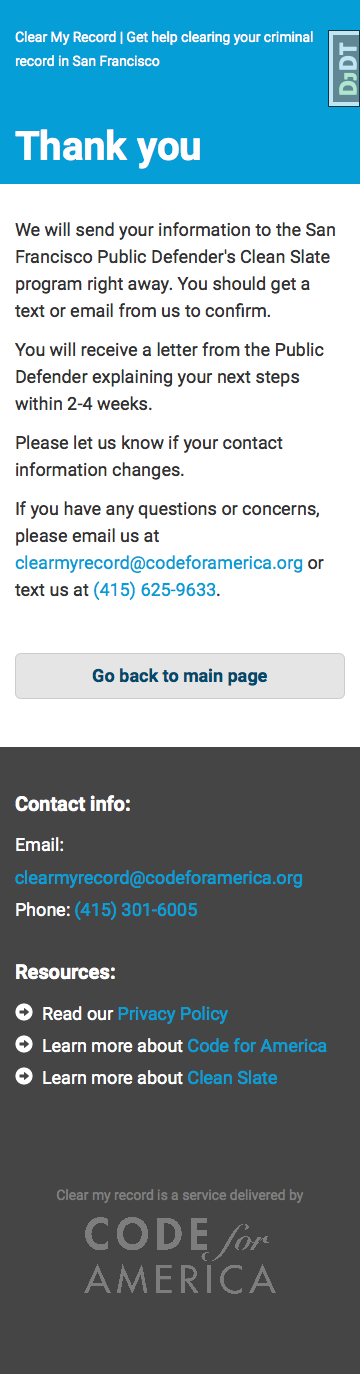 Clear My Record | Get help clearing your criminal
record in San Francisco
DJDT
Thank you
We will send your information to the San
Francisco Public Defender's Clean Slate
program right away. You should get a
text or email from us to confirm.
You will receive a letter from the Public
Defender explaining your next steps
within 2-4 weeks.
Please let us know if your contact
information changes.
If you have any questions or concerns,
please email us at
clearmyrecord@codeforamerica.org or
text us at (415) 625-9633.
Go back to main page
Contact info:
Email:
clearmyrecord@codeforamerica.org
Phone: (415) 301-6005
Resources:
Read our Privacy Policy
Learn more about Code for America
Learn more about Clean Slate
Clear my record is a service delivered by
CODE for
AMERICA